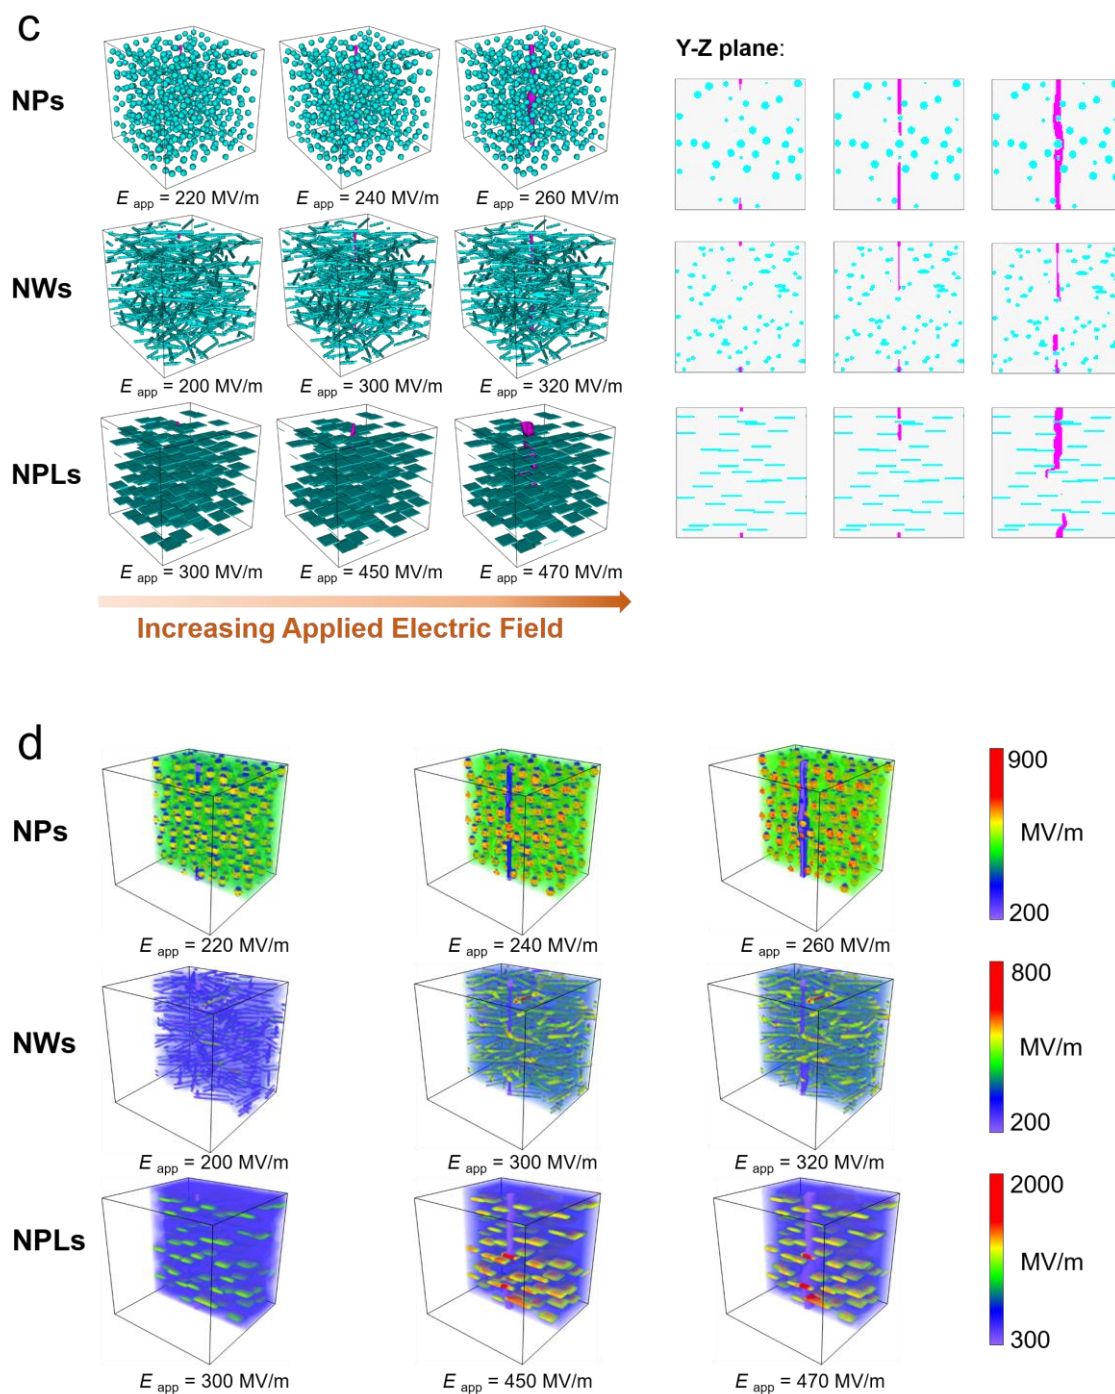 c
Y-Z plane:
NPs
E app = 220 MV/m
E app = 240 MV/m
E app = 260 MV/m
NWs
E app = 200 MV/m
E app = 300 MV/m
E app = 320 MV/m
NPLs
E app = 300 MV/m
E app = 450 MV/m
E app = 470 MV/m
Increasing Applied Electric Field
d
NPs
900
MV/m
200
E app = 220 MV/m
E app = 240 MV/m
E app = 260 MV/m
NWs
800
MV/m
200
E app = 200 MV/m
E app = 300 MV/m
E app = 320 MV/m
NPLs
2000
MV/m
300
E app = 300 MV/m
E app = 450 MV/m
E app = 470 MV/m